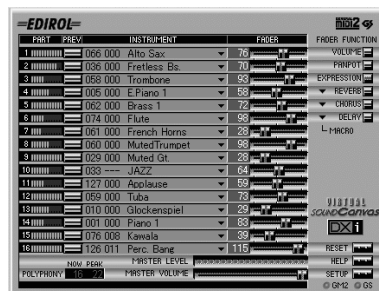 EDIROL
MIDI2 GS
PART PREV INSTRUMENT FADER FADER FUNCTION
1 066 000 Alto Sax 76 VOLUME
2 036 000 Fretless Bs. 70 PANPOT
3 058 000 Trombone 93 EXPRESSION
4 005 000 E.Piano 1 58 REVERB
5 062 000 Brass 1 72 CHORUS
6 074 000 Flute 98 DELAY
7 061 000 French Horns 28 MACRO
8 060 000 MutedTrumpet 98
9 029 000 Muted Gt. 28
10 033 --- JAZZ 64
11 127 000 Applause 59
12 059 000 Tuba 73
13 010 000 Glockenspiel 29
14 001 000 Piano 1 83
15 076 008 Kawala 39
16 126 011 Perc. Bang 115
VIRTUAL
SOUND Canvas
DXi
RESET
HELP
SETUP
NOW PEAK MASTER LEVEL
POLYPHONY 16 22 MASTER VOLUME
GM2 GS